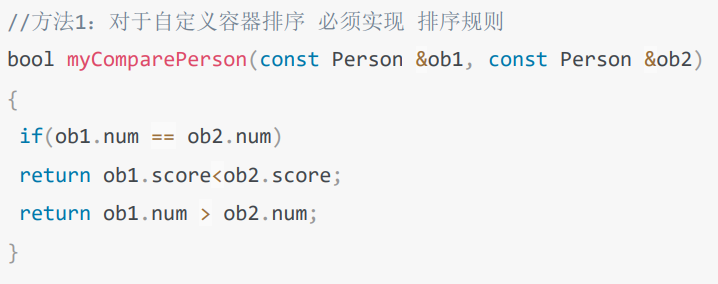 //方法1：对于自定义容器排序 必须实现 排序规则
bool myComparePerson(const Person &ob1, const Person &ob2)
{
if(ob1.num == ob2.num)
return ob1.score<ob2.score;
return ob1.num > ob2.num;
}